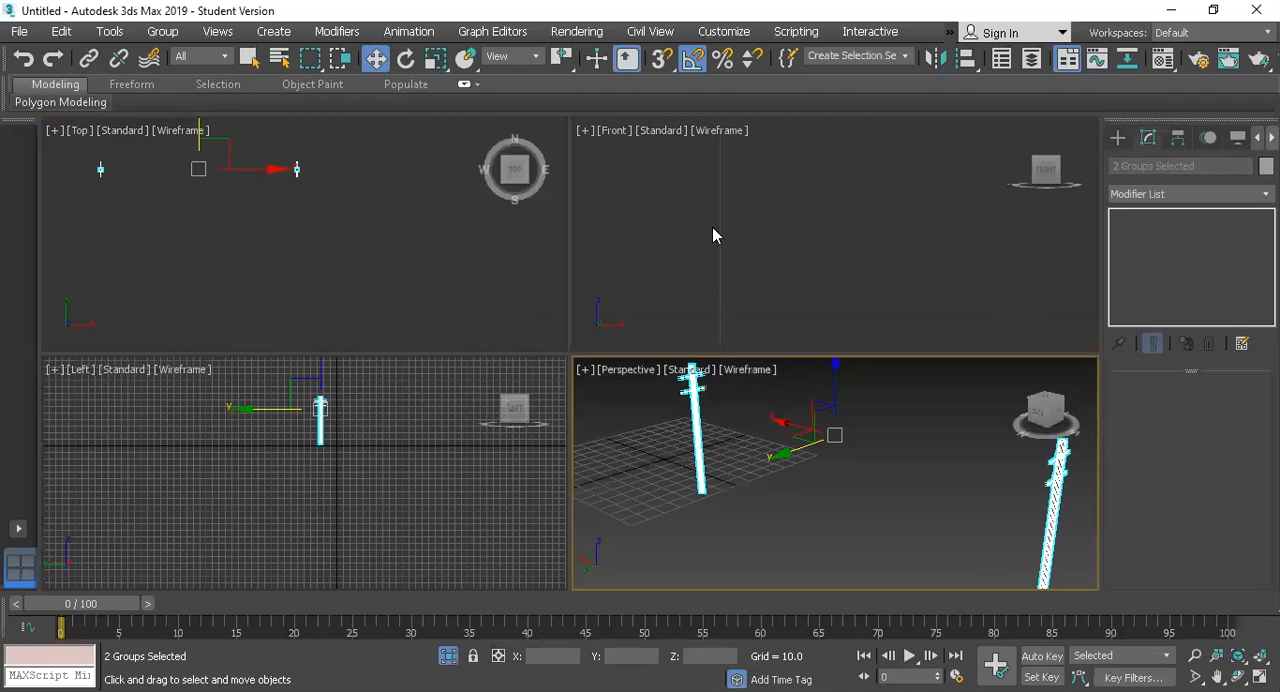 Untitled - Autodesk 3ds Max 2019 - Student Version
File Edit Tools Group Views Create Modifiers Animation Graph Editors Rendering Civil View Customize Scripting Interactive » Sign In Workspaces: Default
All View Create Selection Se
Modeling Freeform Selection Object Paint Populate
Polygon Modeling
[+] [Top] [Standard] [Wireframe]
[+] [Front] [Standard] [Wireframe]
N
W TOP E
S
FRONT
2 Groups Selected
Modifier List
[+] [Left] [Standard] [Wireframe]
[+] [Perspective] [Standard] [Wireframe]
LEFT
y
y
z
z
z
< 0 / 100 >
0 5 10 15 20 25 30 35 40 45 50 55 60 65 70 75 80 85 90 95 100
2 Groups Selected X: Y: Z: Grid = 10.0 Auto Key Selected
MAXScript Mi Click and drag to select and move objects Add Time Tag 0 Set Key Key Filters...